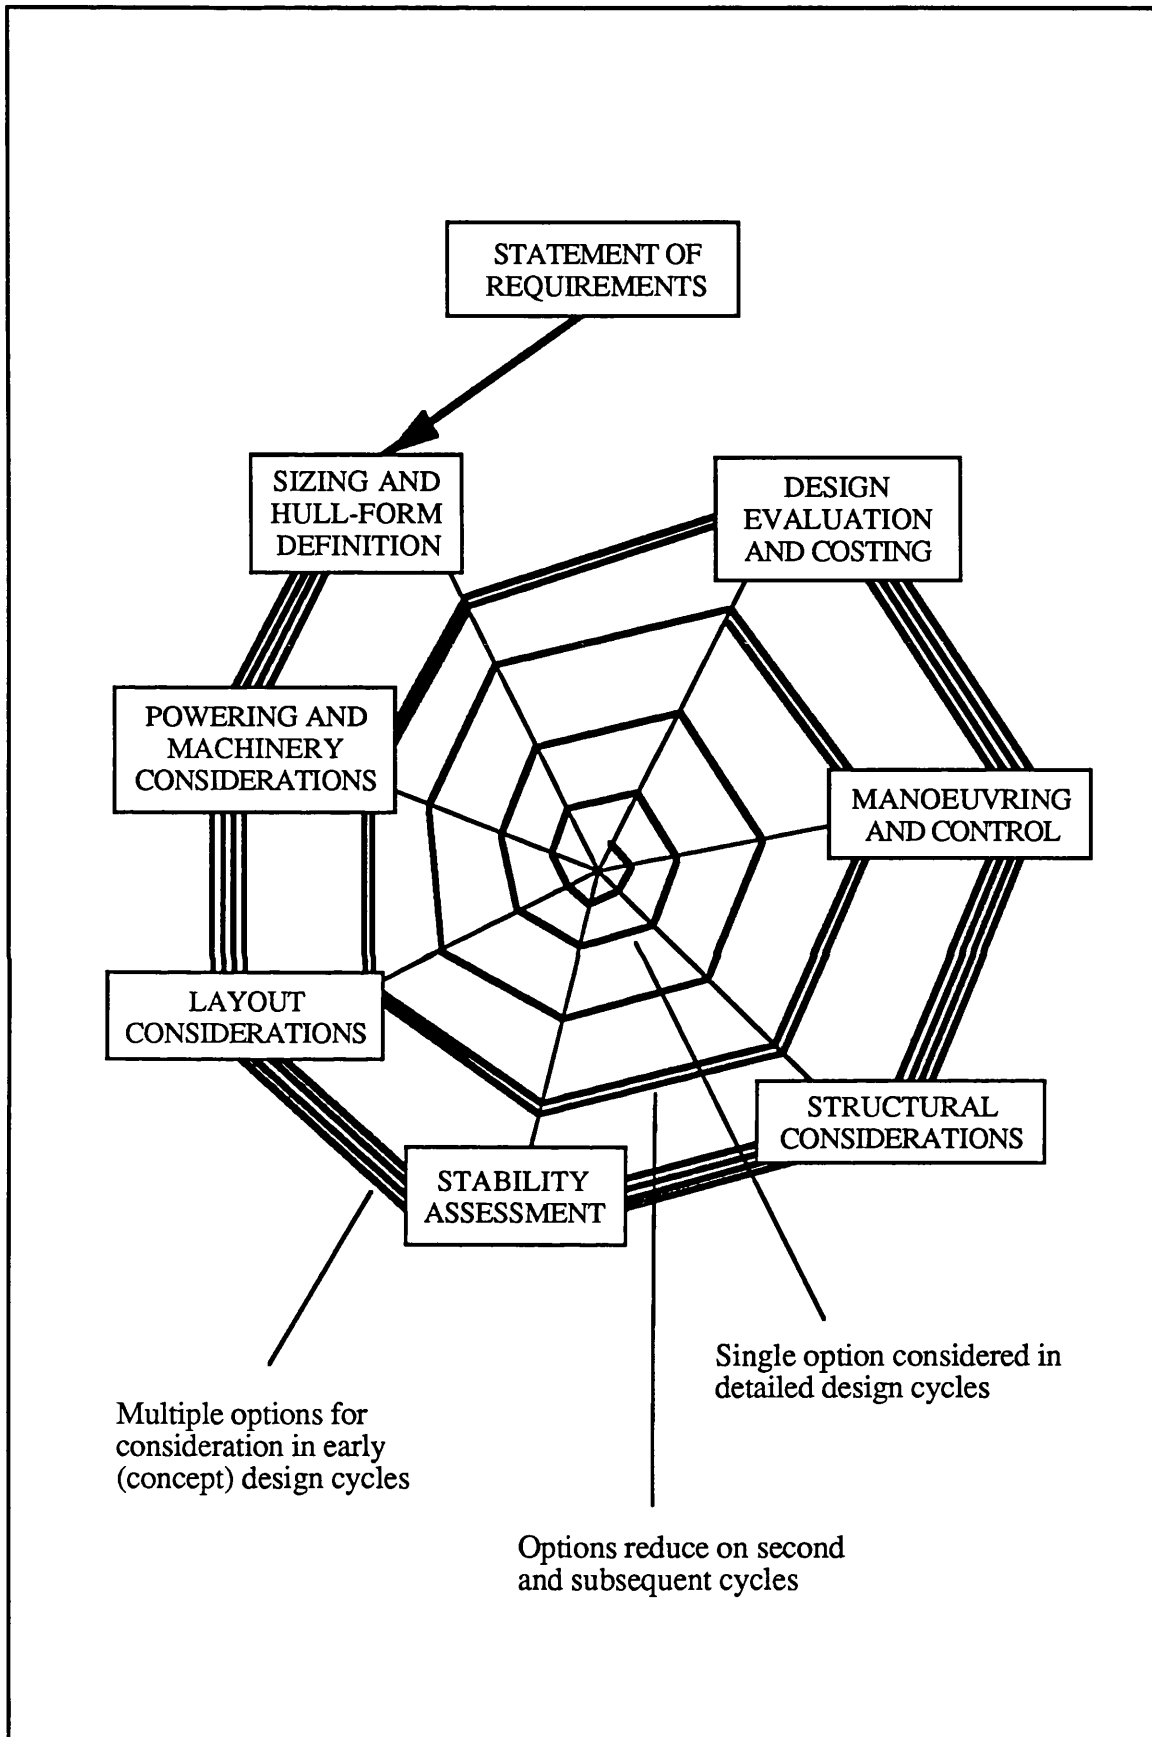 STATEMENT OF
REQUIREMENTS
SIZING AND
HULL-FORM
DEFINITION
DESIGN
EVALUATION
AND COSTING
POWERING AND
MACHINERY
CONSIDERATIONS
MANOEUVRING
AND CONTROL
LAYOUT
CONSIDERATIONS
STRUCTURAL
CONSIDERATIONS
STABILITY
ASSESSMENT
Single option considered in
detailed design cycles
Multiple options for
consideration in early
(concept) design cycles
Options reduce on second
and subsequent cycles